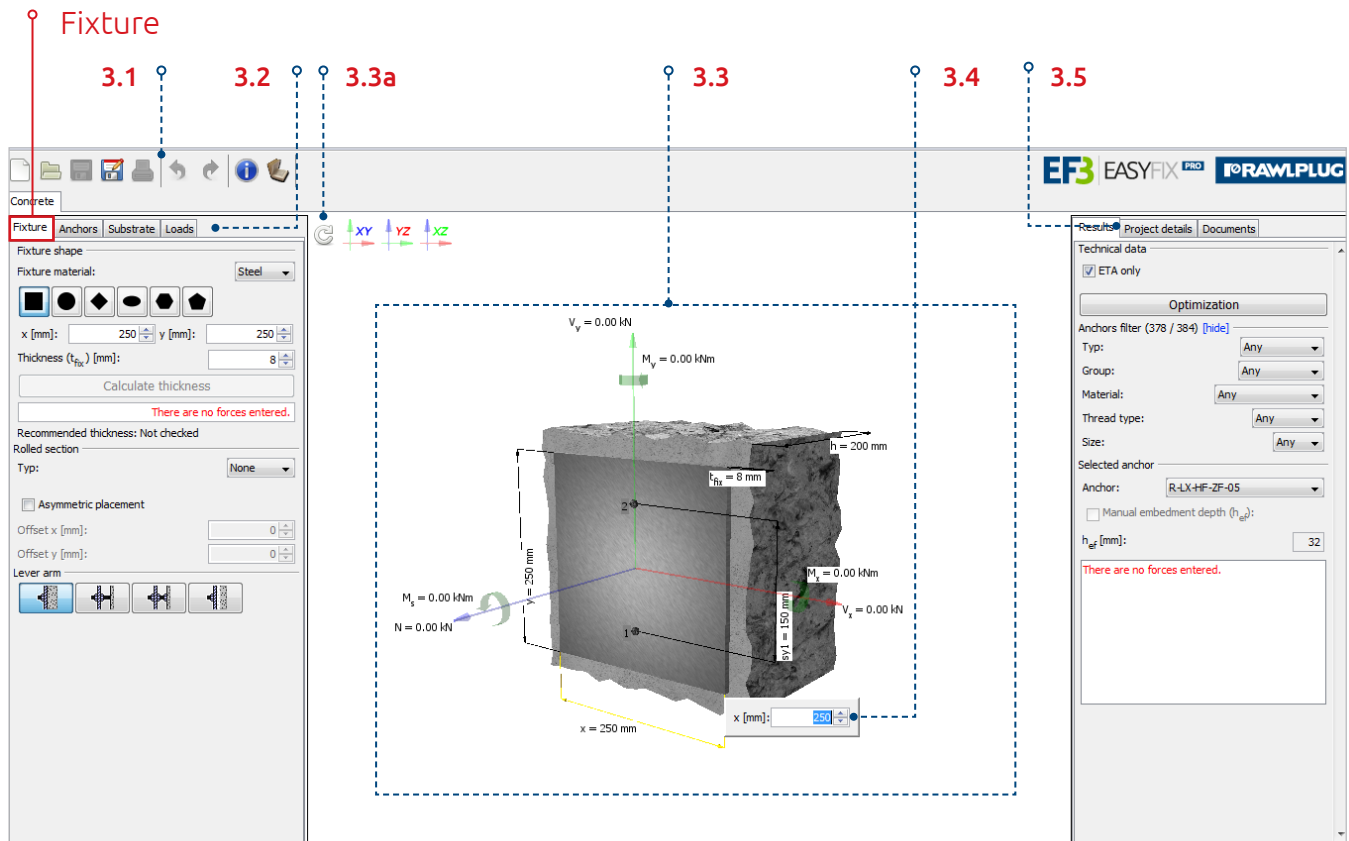 Fixture
3.1 3.2 3.3a 3.3 3.4 3.5
EF3 EASYFIX PRO RAWLPLUG
Concrete
Fixture Anchors Substrate Loads
Fixture shape
Fixture material: Steel
x [mm]: 250 y [mm]: 250
Thickness (tfix) [mm]: 8
Calculate thickness
There are no forces entered.
Recommended thickness: Not checked
Rolled section
Typ: None
Asymmetric placement
Offset x [mm]: 0
Offset y [mm]: 0
Lever arm
XY YZ XZ
Vy = 0.00 kN
My = 0.00 kNm
h = 200 mm
tfix = 8 mm
2
y = 250 mm
Mx = 0.00 kNm
Ms = 0.00 kNm
Vx = 0.00 kN
N = 0.00 kN
sy1 = 150 mm
1
x [mm]: 250
x = 250 mm
Results Project details Documents
Technical data
ETA only
Optimization
Anchors filter (378 / 384) [hide]
Typ: Any
Group: Any
Material: Any
Thread type: Any
Size: Any
Selected anchor
Anchor: R-LX-HF-ZF-05
Manual embedment depth (hef):
hef [mm]: 32
There are no forces entered.